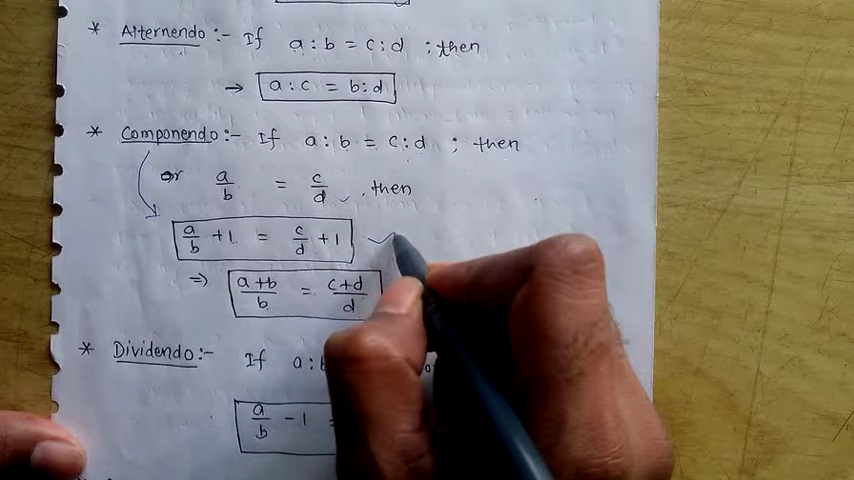 * Alternendo :- If a : b = c : d ; then
→ a : c = b : d
* Componendo :- If a : b = c : d ; then
or a/b = c/d , then
a/b + 1 = c/d + 1
⇒ a+b/b = c+d/d
* Dividendo :- If a : b
a/b - 1 =